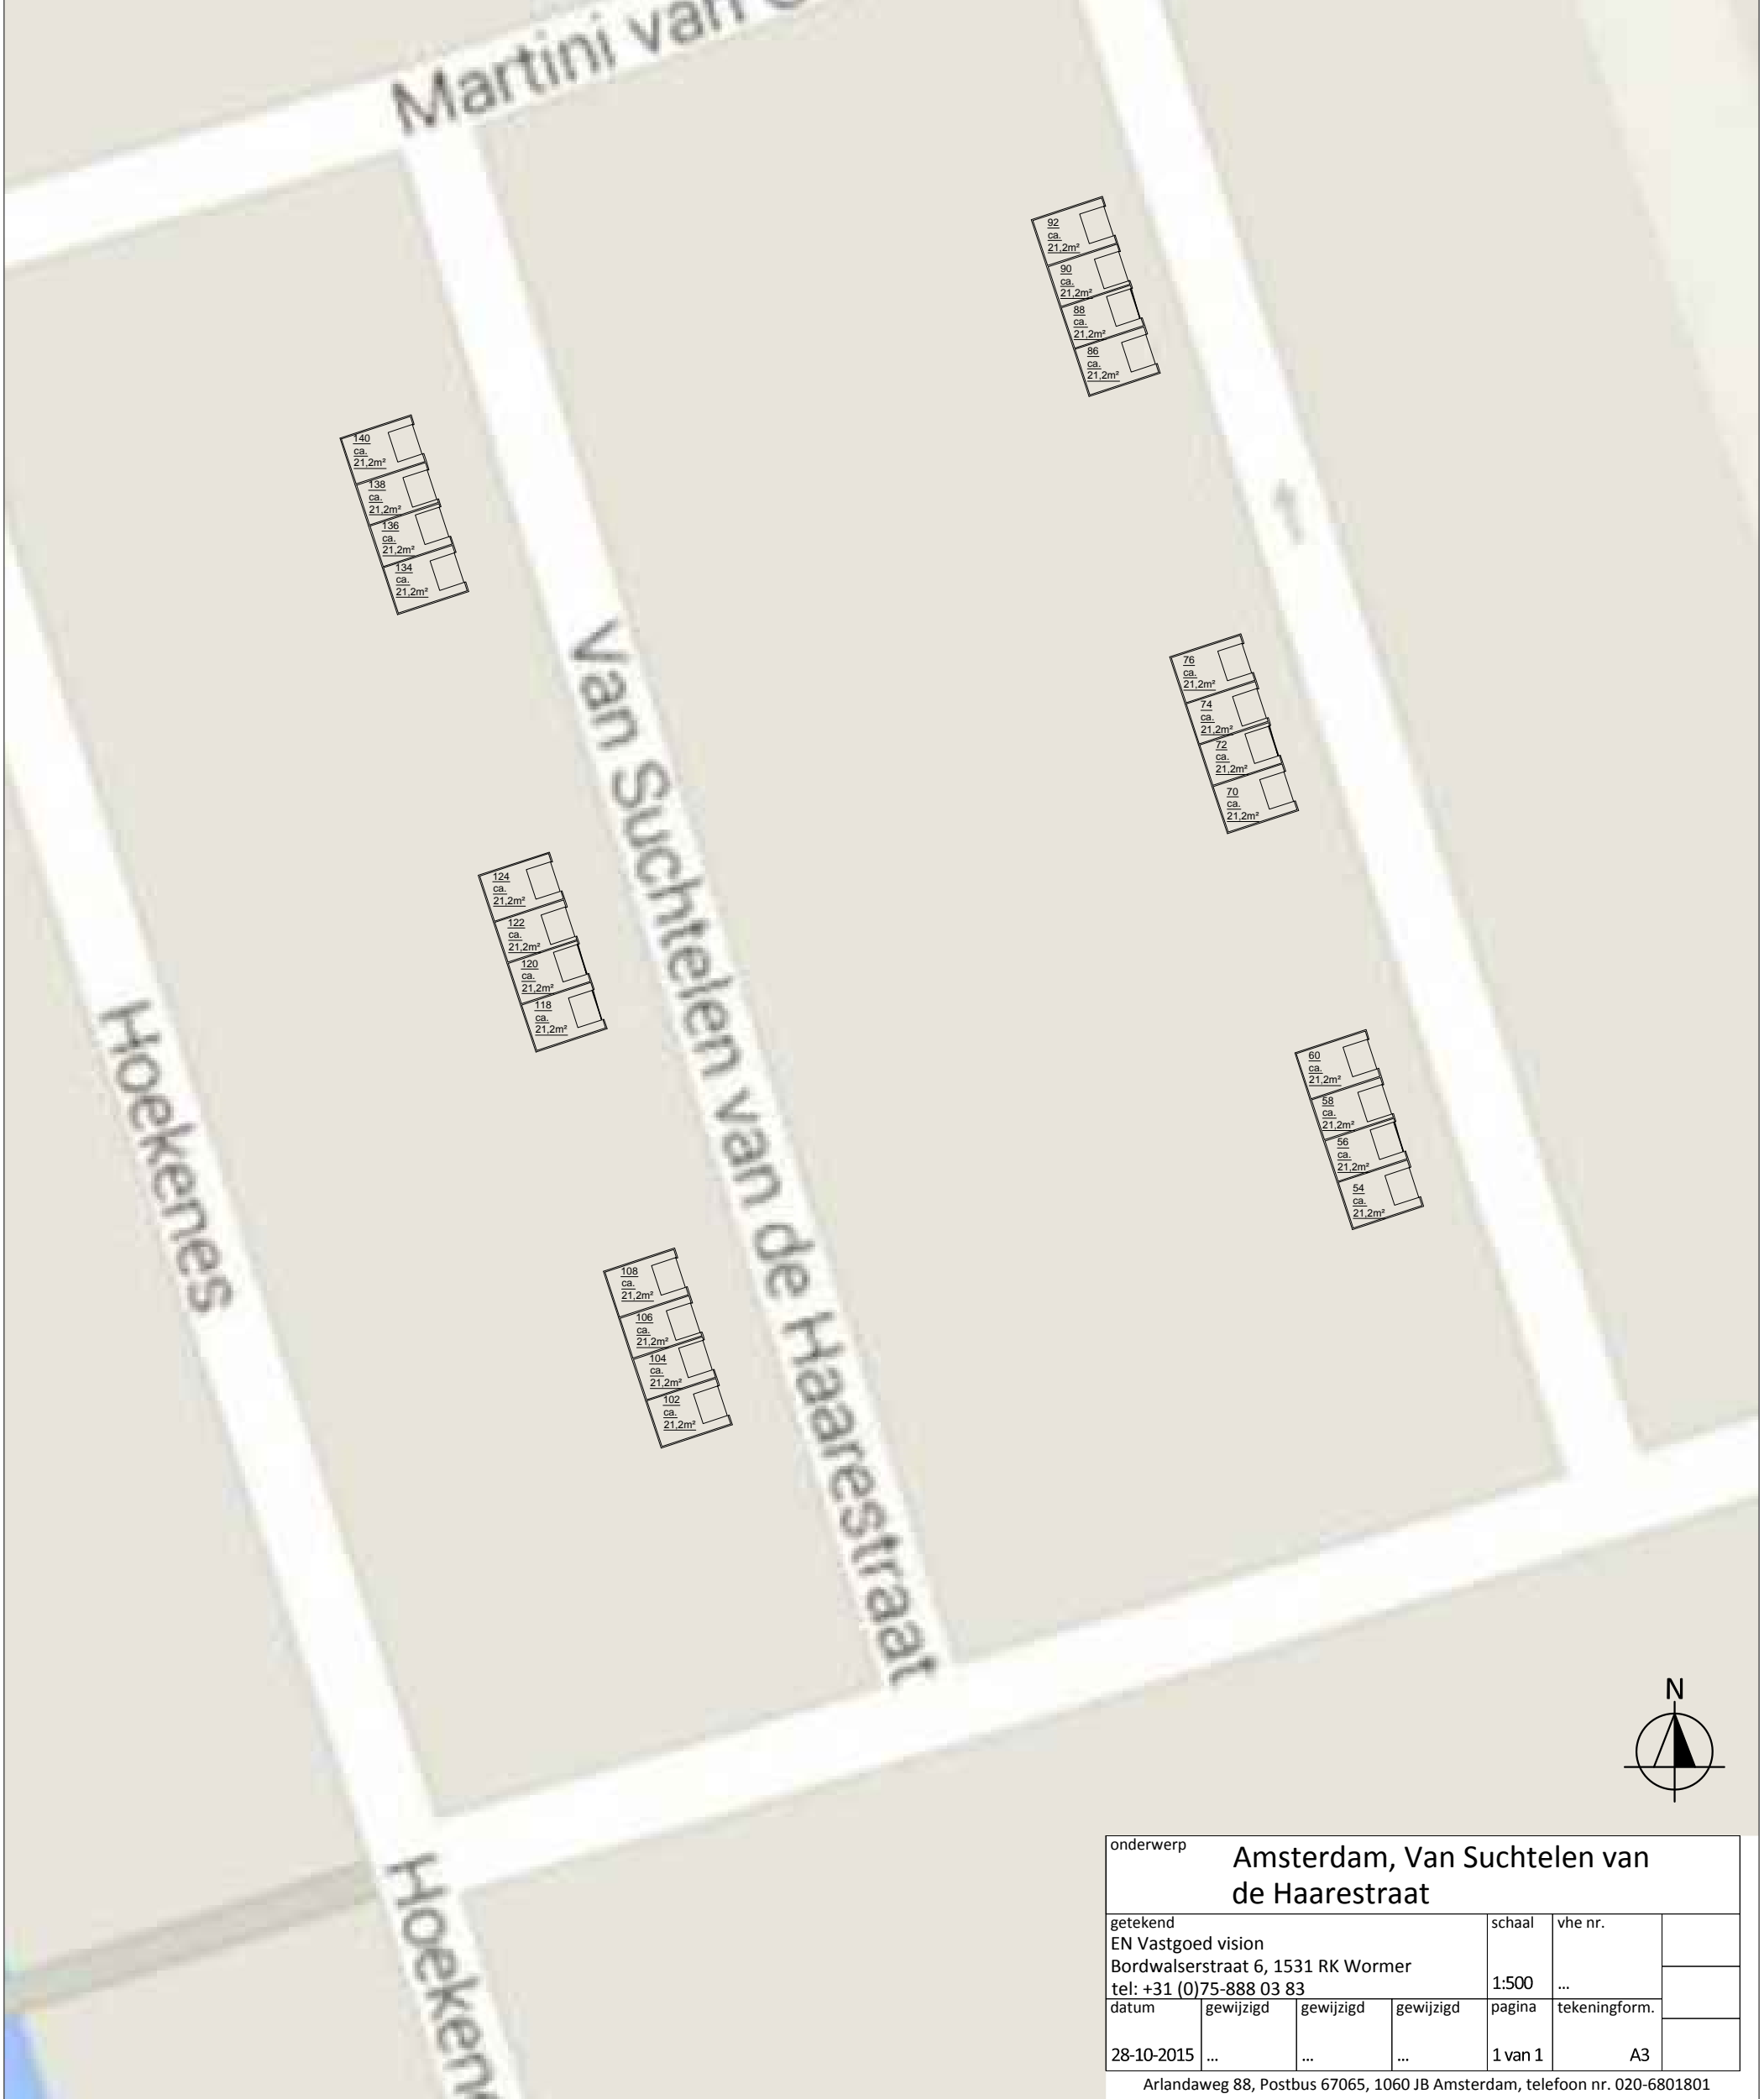 Martini van
92
ca.
21,2m²
90
ca.
21,2m²
88
ca.
21,2m²
86
ca.
21,2m²
140
ca.
21,2m²
138
ca.
21,2m²
136
ca.
21,2m²
134
ca.
21,2m²
Van Suchtelen van de Haarestraat
76
ca.
21,2m²
74
ca.
21,2m²
72
ca.
21,2m²
70
ca.
21,2m²
124
ca.
21,2m²
122
ca.
21,2m²
120
ca.
21,2m²
118
ca.
21,2m²
Hoekenes
60
ca.
21,2m²
58
ca.
21,2m²
56
ca.
21,2m²
54
ca.
21,2m²
108
ca.
21,2m²
106
ca.
21,2m²
104
ca.
21,2m²
102
ca.
21,2m²
N
Hoeken
onderwerp
Amsterdam, Van Suchtelen van
de Haarestraat
getekend
EN Vastgoed vision
Bordwalserstraat 6, 1531 RK Wormer
tel: +31 (0)75-888 03 83
schaal
1:500
vhe nr.
...
datum
28-10-2015
gewijzigd
...
gewijzigd
...
gewijzigd
...
pagina
1 van 1
tekeningform.
A3
Arlandaweg 88, Postbus 67065, 1060 JB Amsterdam, telefoon nr. 020-6801801